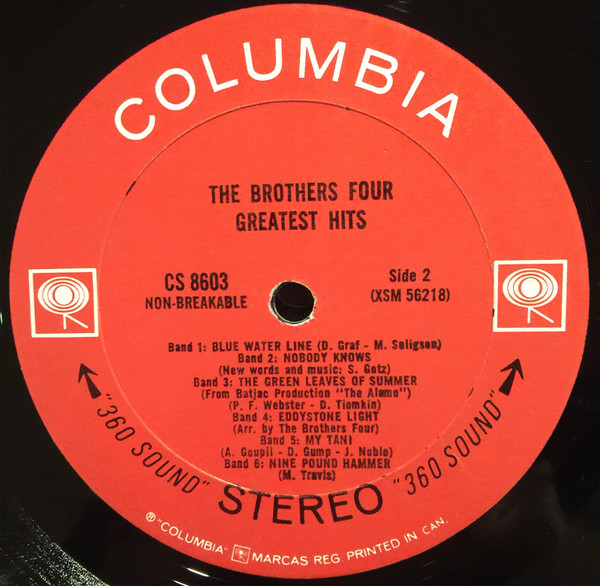 COLUMBIA
THE BROTHERS FOUR
GREATEST HITS
CS 8603
NON-BREAKABLE
Side 2
(XSM 56218)
Band 1: BLUE WATER LINE (D. Graf - M. Seligson)
Band 2: NOBODY KNOWS
(New words and music: S. Gotz)
Band 3: THE GREEN LEAVES OF SUMMER
(From Batjac Production "The Alamo")
(P. F. Webster - D. Tiomkin)
Band 4: EDDYSTONE LIGHT
(Arr. by The Brothers Four)
Band 5: MY TANI
(A. Goupil - D. Gump - J. Noble)
Band 6: NINE POUND HAMMER
(M. Travis)
"360 SOUND" STEREO "360 SOUND"
® "COLUMBIA" MARCAS REG. PRINTED IN CAN.